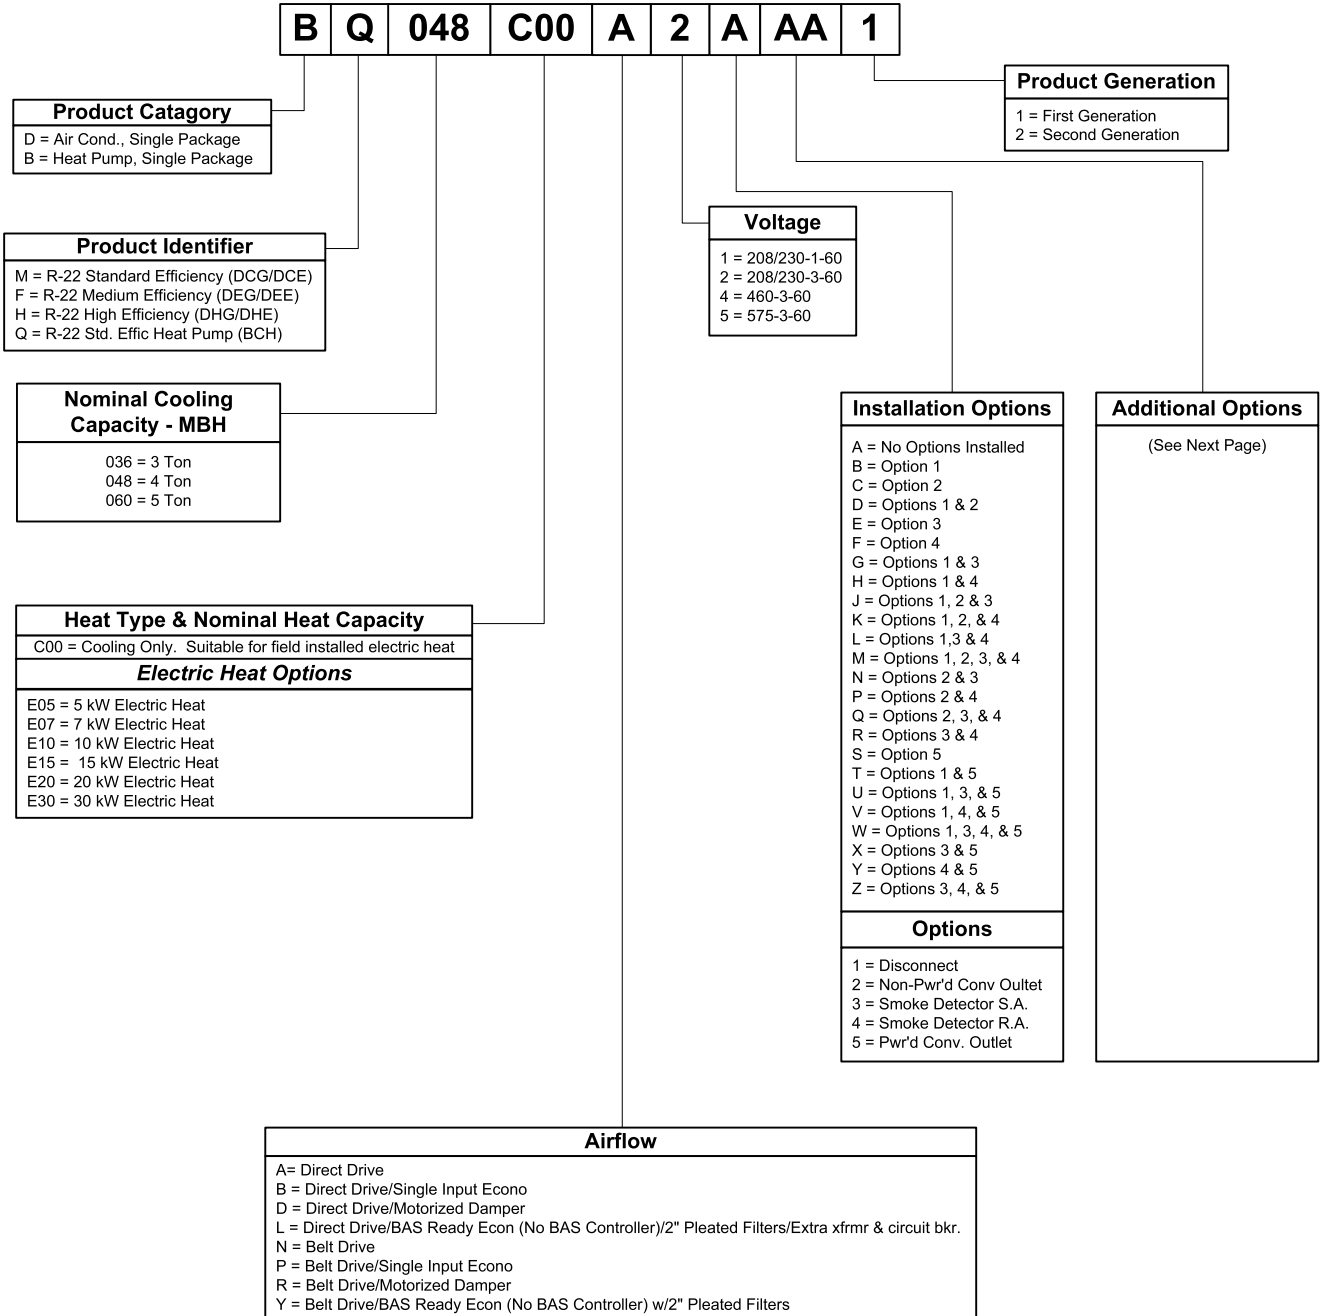 B Q 048 C00 A 2 A AA 1
Product Catagory
D = Air Cond., Single Package
B = Heat Pump, Single Package
Product Generation
1 = First Generation
2 = Second Generation
Product Identifier
M = R-22 Standard Efficiency (DCG/DCE)
F = R-22 Medium Efficiency (DEG/DEE)
H = R-22 High Efficiency (DHG/DHE)
Q = R-22 Std. Effic Heat Pump (BCH)
Voltage
1 = 208/230-1-60
2 = 208/230-3-60
4 = 460-3-60
5 = 575-3-60
Nominal Cooling
Capacity - MBH
036 = 3 Ton
048 = 4 Ton
060 = 5 Ton
Heat Type & Nominal Heat Capacity
C00 = Cooling Only.  Suitable for field installed electric heat
Electric Heat Options
E05 = 5 kW Electric Heat
E07 = 7 kW Electric Heat
E10 = 10 kW Electric Heat
E15 =  15 kW Electric Heat
E20 = 20 kW Electric Heat
E30 = 30 kW Electric Heat
Installation Options
A = No Options Installed
B = Option 1
C = Option 2
D = Options 1 & 2
E = Option 3
F = Option 4
G = Options 1 & 3
H = Options 1 & 4
J = Options 1, 2 & 3
K = Options 1, 2, & 4
L = Options 1,3 & 4
M = Options 1, 2, 3, & 4
N = Options 2 & 3
P = Options 2 & 4
Q = Options 2, 3, & 4
R = Options 3 & 4
S = Option 5
T = Options 1 & 5
U = Options 1, 3, & 5
V = Options 1, 4, & 5
W = Options 1, 3, 4, & 5
X = Options 3 & 5
Y = Options 4 & 5
Z = Options 3, 4, & 5
Options
1 = Disconnect
2 = Non-Pwr'd Conv Oultet
3 = Smoke Detector S.A.
4 = Smoke Detector R.A.
5 = Pwr'd Conv. Outlet
Additional Options
(See Next Page)
Airflow
A= Direct Drive
B = Direct Drive/Single Input Econo
D = Direct Drive/Motorized Damper
L = Direct Drive/BAS Ready Econ (No BAS Controller)/2" Pleated Filters/Extra xfrmr & circuit bkr.
N = Belt Drive
P = Belt Drive/Single Input Econo
R = Belt Drive/Motorized Damper
Y = Belt Drive/BAS Ready Econ (No BAS Controller) w/2" Pleated Filters